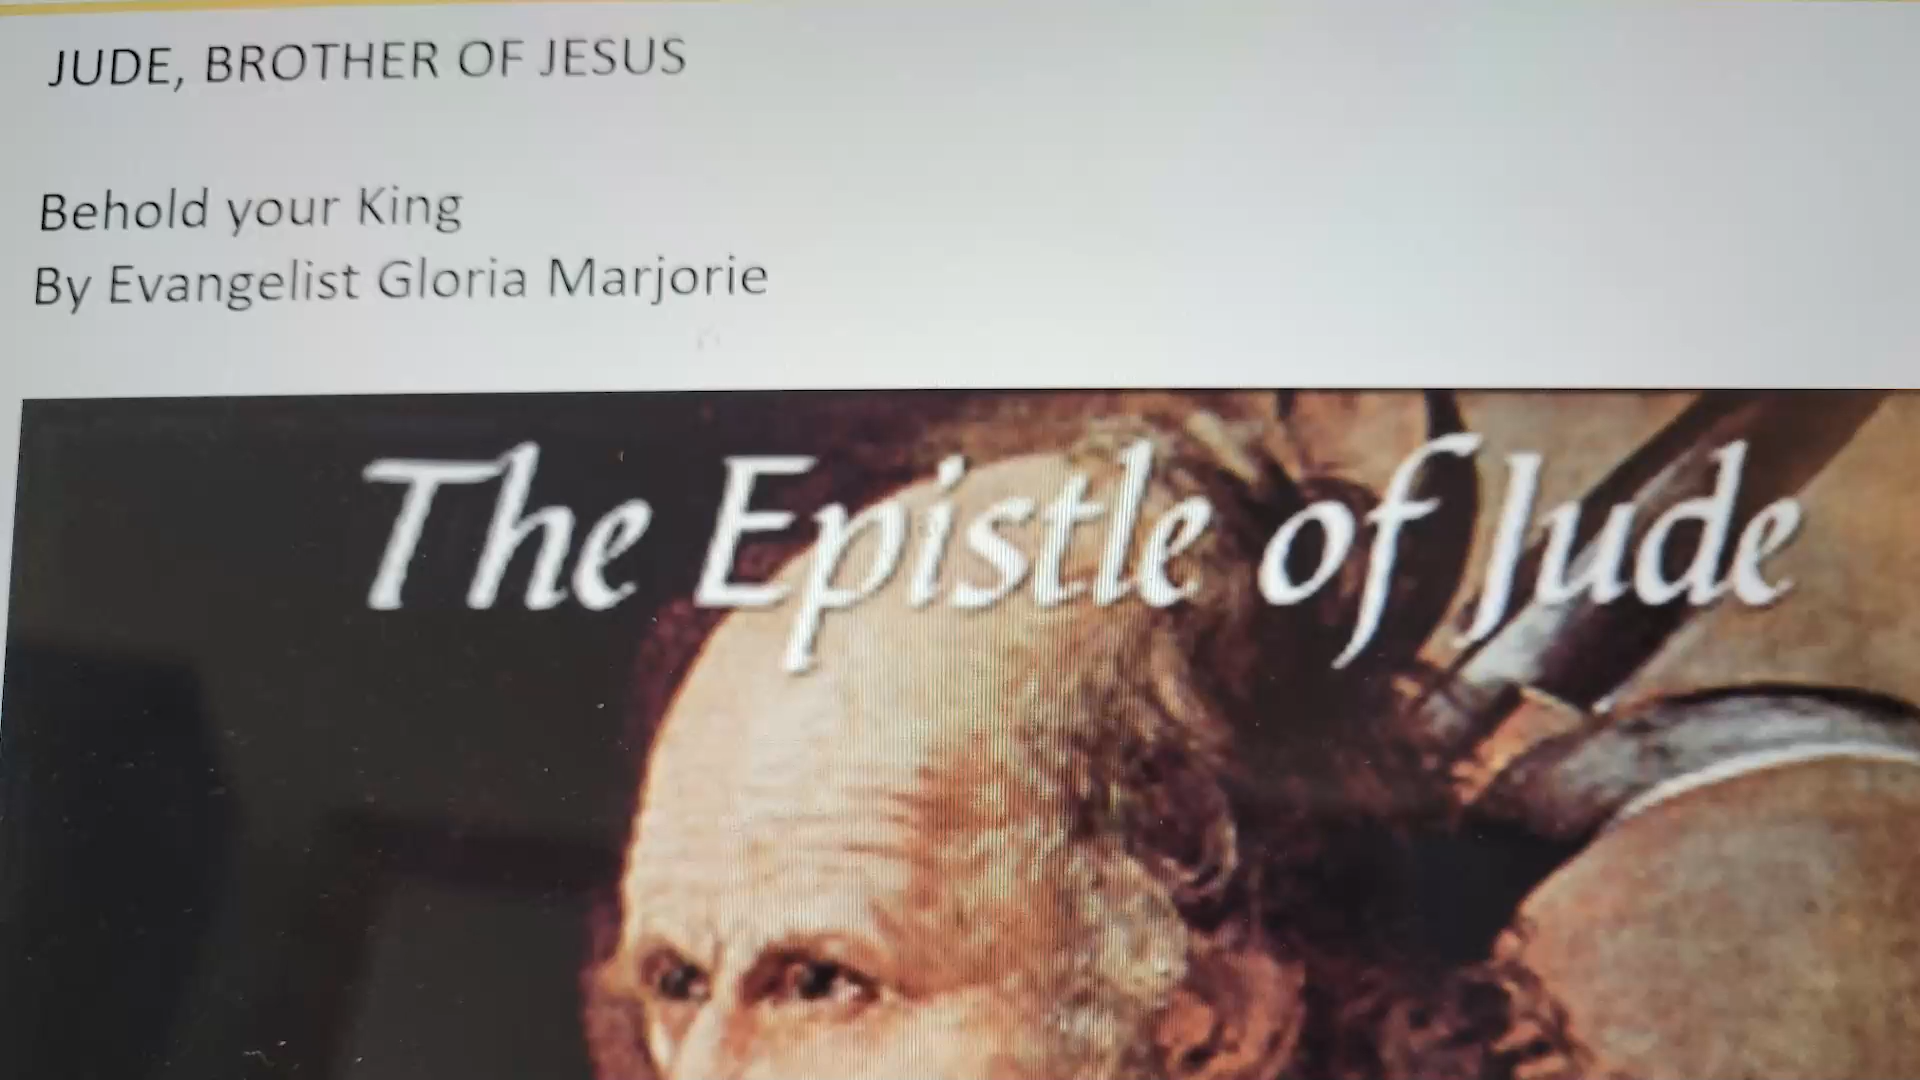 JUDE, BROTHER OF JESUS
Behold your King
By Evangelist Gloria Marjorie
The Epistle of Jude